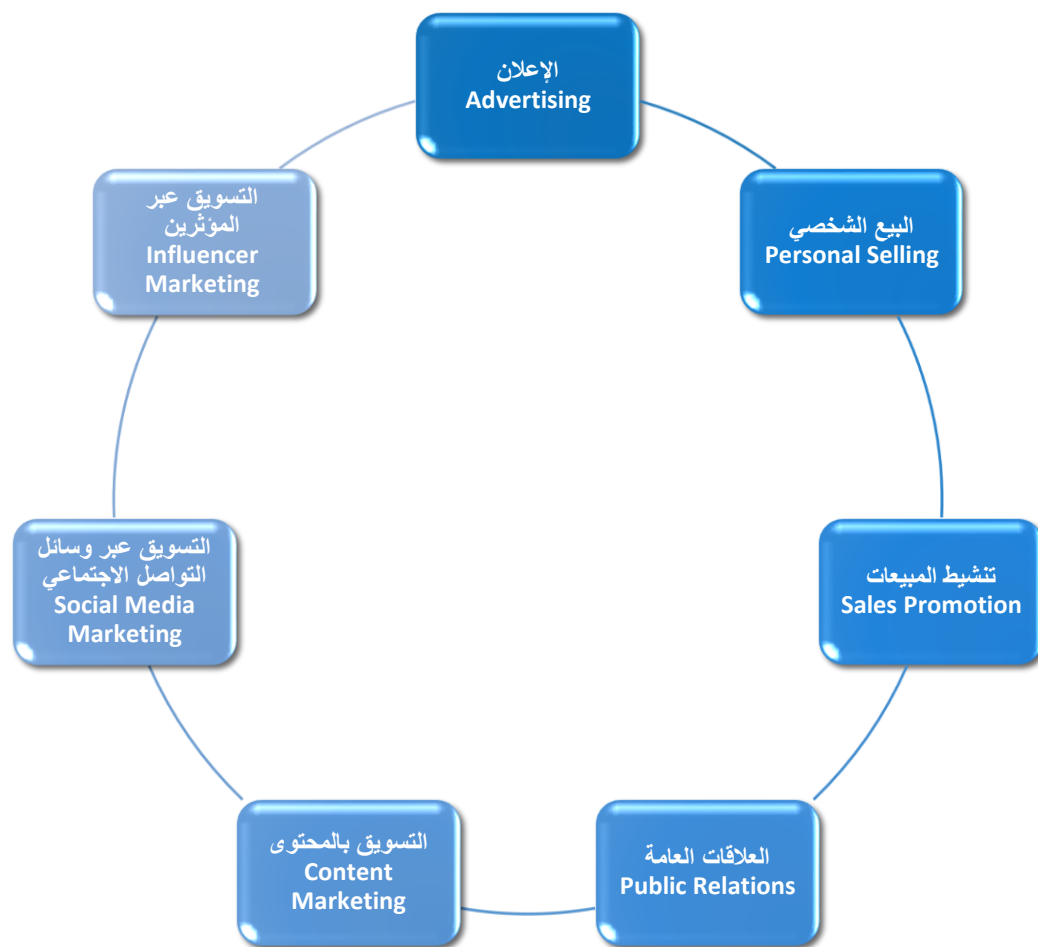 الإعلان
Advertising
البيع الشخصي
Personal Selling
تنشيط المبيعات
Sales Promotion
العلاقات العامة
Public Relations
التسويق بالمحتوى
Content
Marketing
التسويق عبر وسائل
التواصل الاجتماعي
Social Media
Marketing
التسويق عبر
المؤثرين
Influencer
Marketing